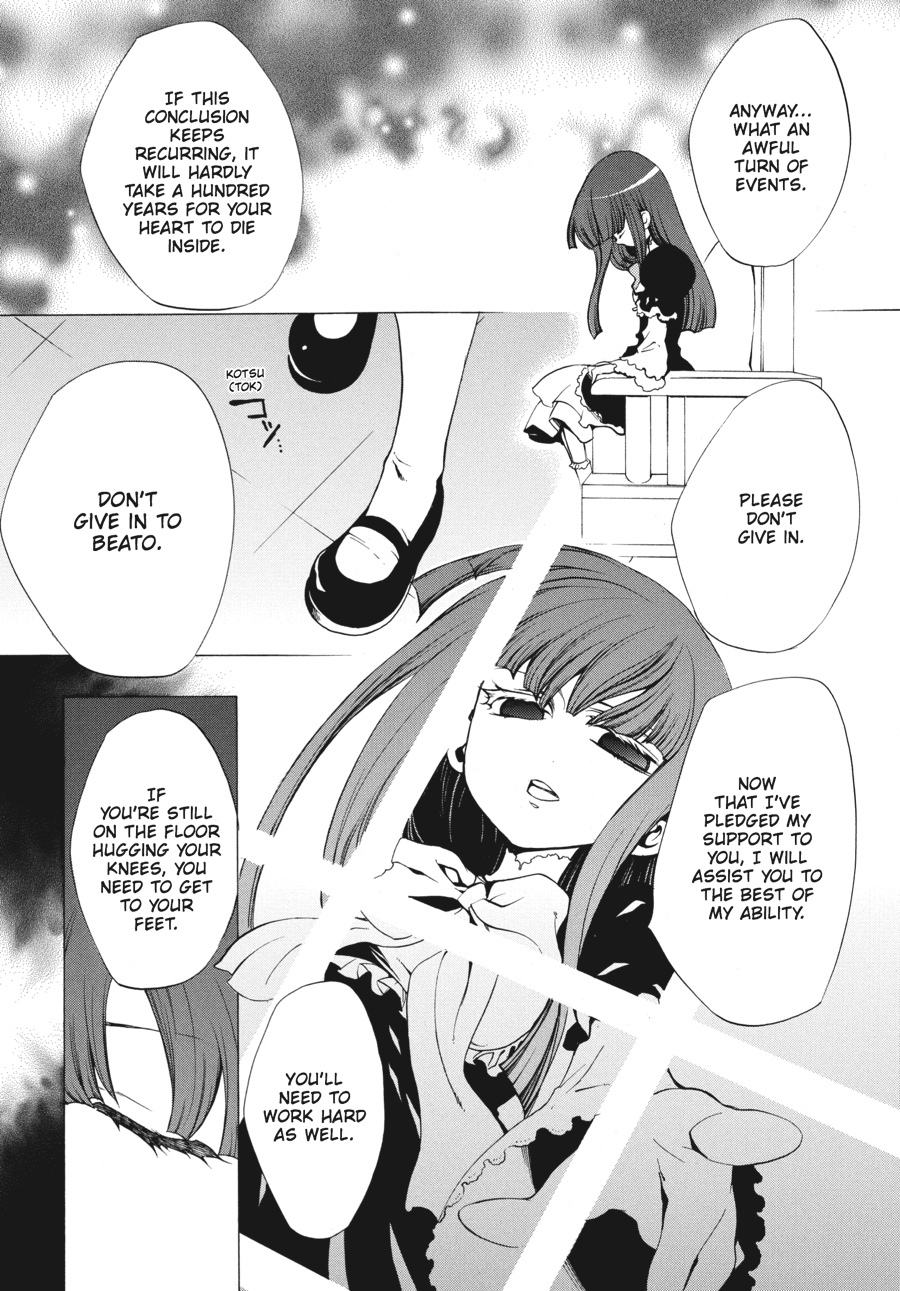 ANYWAY...
WHAT AN
AWFUL
TURN OF
EVENTS.
IF THIS
CONCLUSION
KEEPS
RECURRING, IT
WILL HARDLY
TAKE A HUNDRED
YEARS FOR YOUR
HEART TO DIE
INSIDE.
PLEASE
DON'T
GIVE IN.
KOTSU
(TOK)
コツ…
DON'T
GIVE IN TO
BEATO.
NOW
THAT I'VE
PLEDGED MY
SUPPORT TO
YOU, I WILL
ASSIST YOU TO
THE BEST OF
MY ABILITY.
YOU'LL
NEED TO
WORK HARD
AS WELL.
IF
YOU'RE STILL
ON THE FLOOR
HUGGING YOUR
KNEES, YOU
NEED TO GET
TO YOUR
FEET.